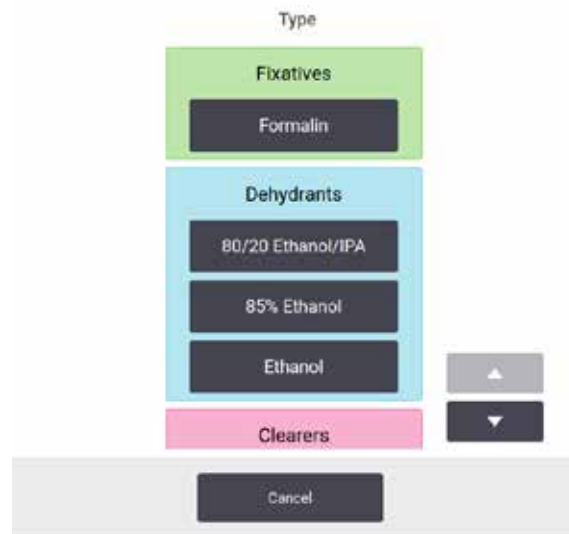 Type
Fixatives
Formalin
Dehydrants
80/20 Ethanol/IPA
85% Ethanol
Ethanol
Clearers
Cancel